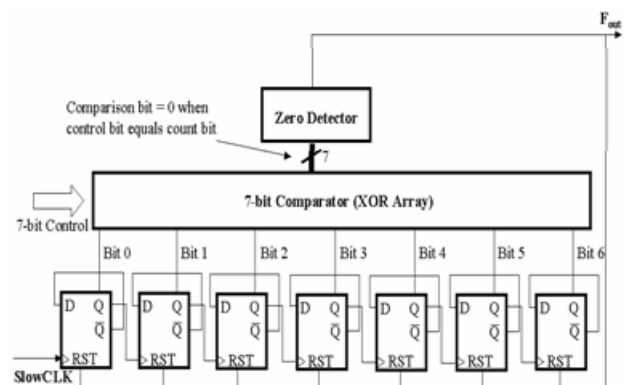 F out
Comparison bit = 0 when
control bit equals count bit
Zero Detector
7
7-bit Comparator (XOR Array)
7-bit Control
Bit 0
Bit 1
Bit 2
Bit 3
Bit 4
Bit 5
Bit 6
D Q
Q
RST
D Q
Q
RST
D Q
Q
RST
D Q
Q
RST
D Q
Q
RST
D Q
Q
RST
D Q
Q
RST
SlowCLK